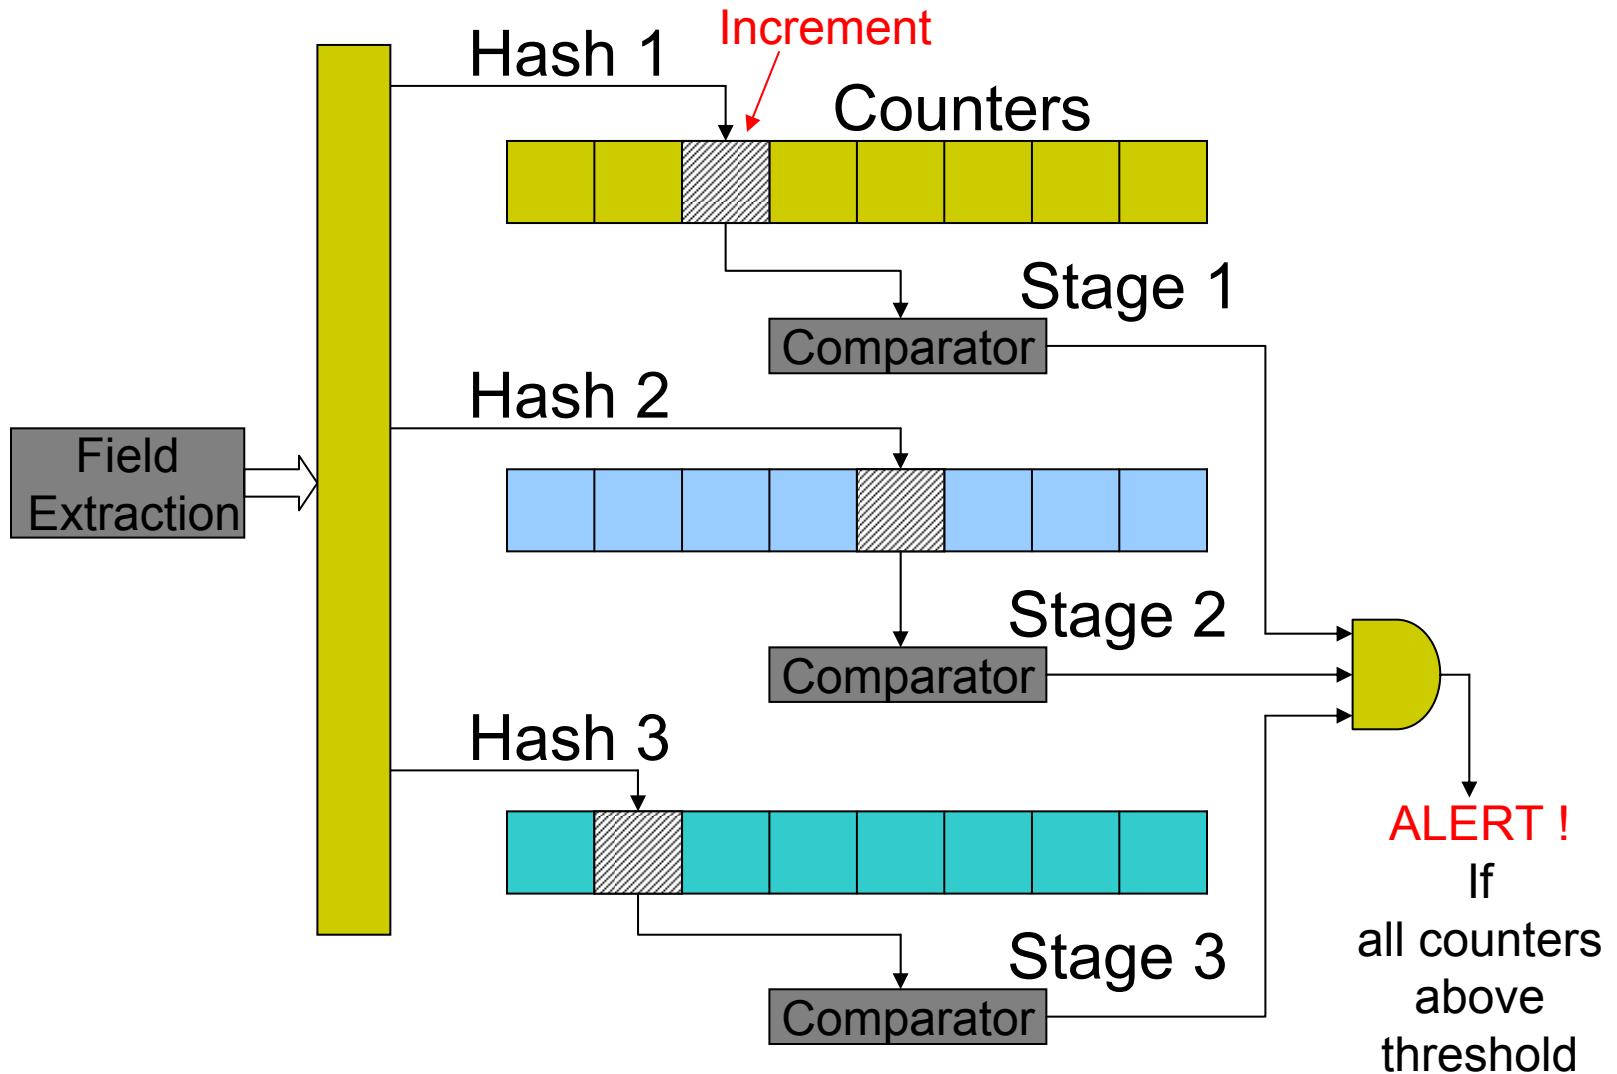 Increment
Hash 1
Counters
Stage 1
Comparator
Hash 2
Field
Extraction
Stage 2
Comparator
Hash 3
ALERT !
If
all counters
above
threshold
Stage 3
Comparator